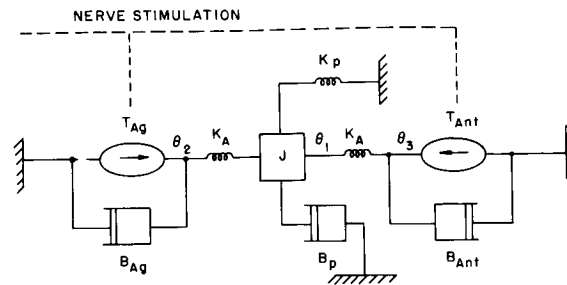 NERVE STIMULATION
K_p
T_Ag
T_Ant
θ_2
K_A
J
θ_1
K_A
θ_3
B_Ag
B_p
B_Ant